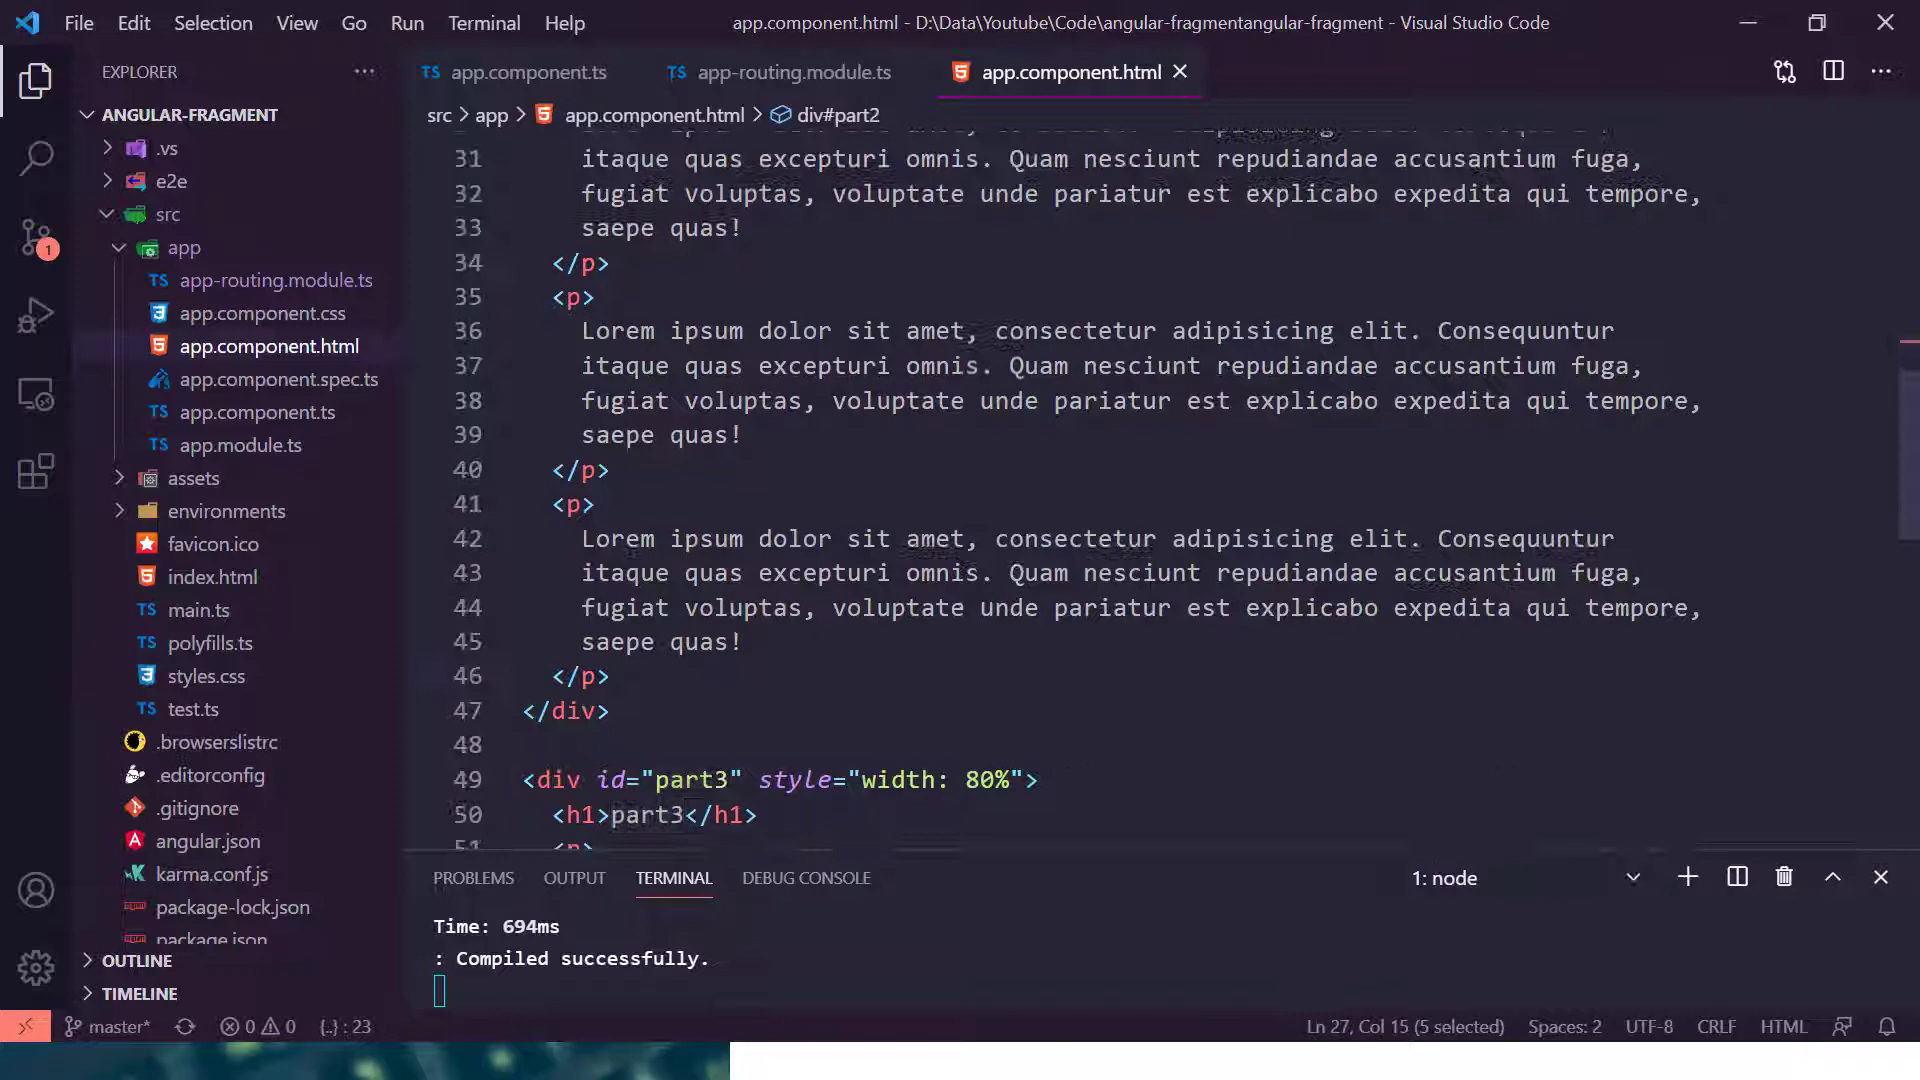 File Edit Selection View Go Run Terminal Help
app.component.html - D:\Data\Youtube\Code\angular-fragmentangular-fragment - Visual Studio Code
EXPLORER
ANGULAR-FRAGMENT
.vs
e2e
src
app
TS app-routing.module.ts
app.component.css
app.component.html
app.component.spec.ts
TS app.component.ts
TS app.module.ts
assets
environments
favicon.ico
index.html
TS main.ts
TS polyfills.ts
styles.css
TS test.ts
.browserslistrc
.editorconfig
.gitignore
angular.json
karma.conf.js
package-lock.json
package.json
OUTLINE
TIMELINE
1
TS app.component.ts TS app-routing.module.ts app.component.html
src > app > app.component.html > div#part2
31 itaque quas excepturi omnis. Quam nesciunt repudiandae accusantium fuga,
32 fugiat voluptas, voluptate unde pariatur est explicabo expedita qui tempore,
33 saepe quas!
34 </p>
35 <p>
36 Lorem ipsum dolor sit amet, consectetur adipisicing elit. Consequuntur
37 itaque quas excepturi omnis. Quam nesciunt repudiandae accusantium fuga,
38 fugiat voluptas, voluptate unde pariatur est explicabo expedita qui tempore,
39 saepe quas!
40 </p>
41 <p>
42 Lorem ipsum dolor sit amet, consectetur adipisicing elit. Consequuntur
43 itaque quas excepturi omnis. Quam nesciunt repudiandae accusantium fuga,
44 fugiat voluptas, voluptate unde pariatur est explicabo expedita qui tempore,
45 saepe quas!
46 </p>
47 </div>
48
49 <div id="part3" style="width: 80%">
50 <h1>part3</h1>
51 <p>
PROBLEMS OUTPUT TERMINAL DEBUG CONSOLE
1: node
Time: 694ms
: Compiled successfully.
master* 0 0 {..} : 23
Ln 27, Col 15 (5 selected) Spaces: 2 UTF-8 CRLF HTML